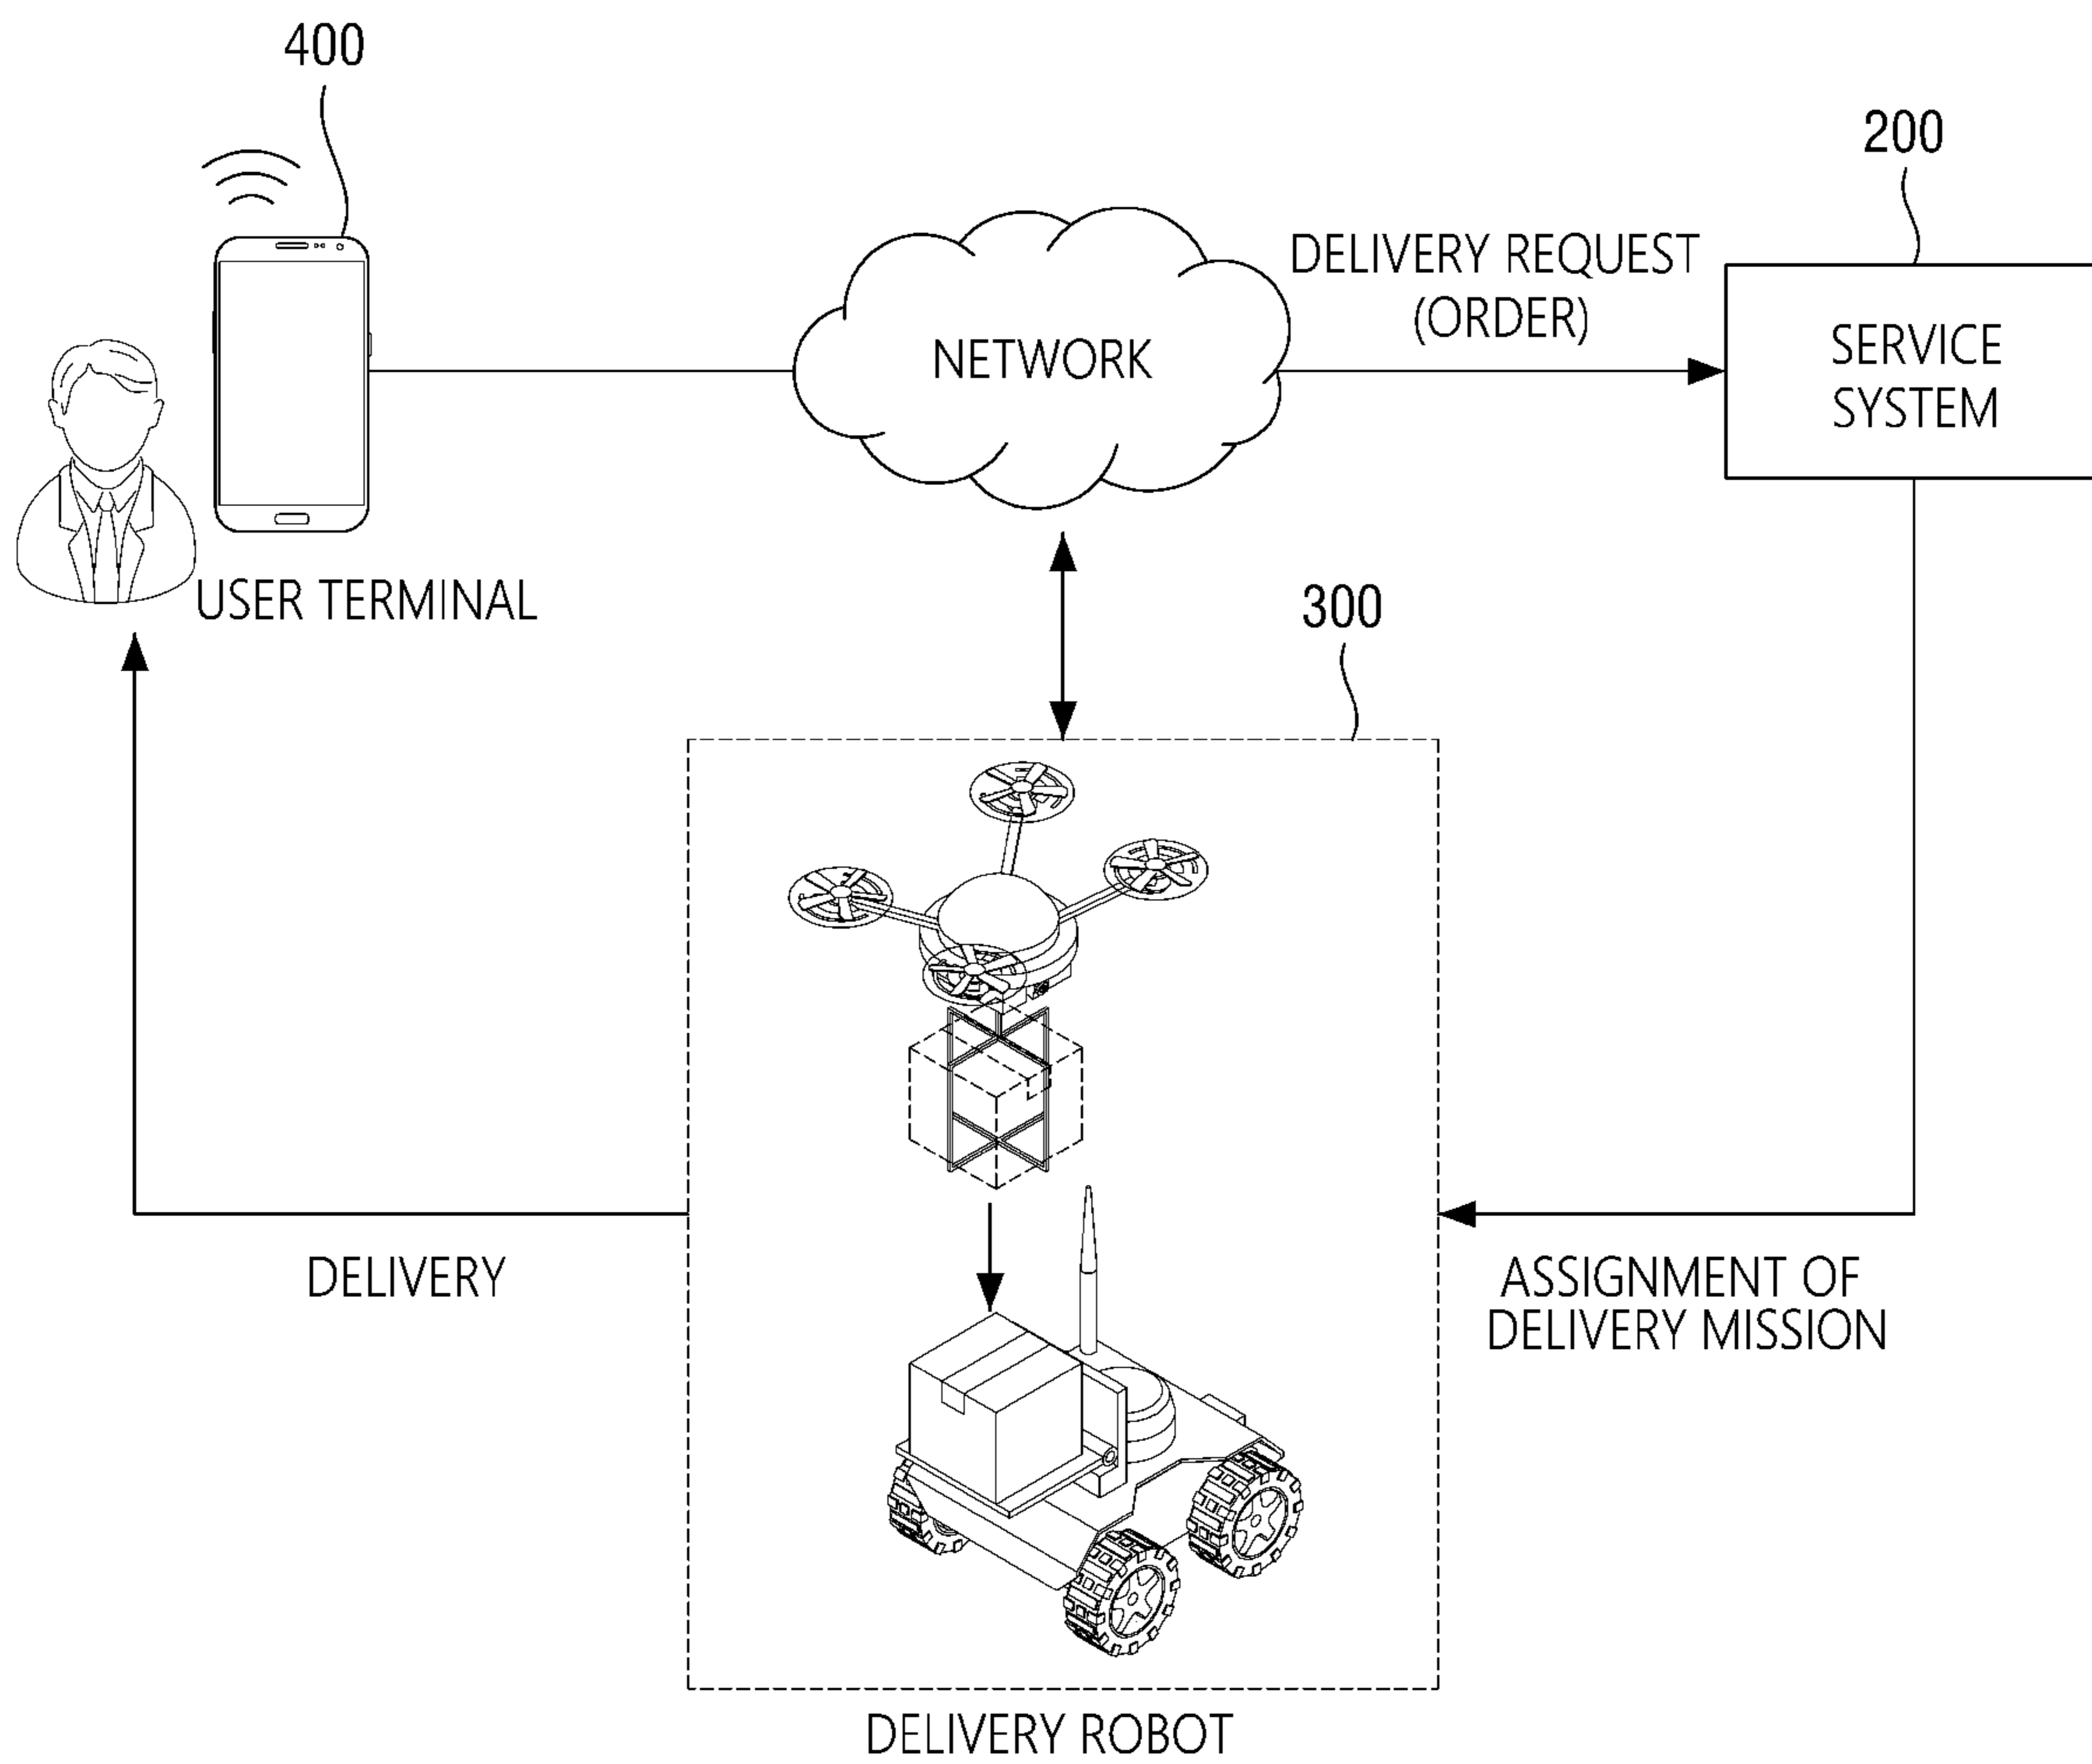 400
200
DELIVERY REQUEST
(ORDER)
NETWORK
SERVICE
SYSTEM
USER TERMINAL
300
DELIVERY
ASSIGNMENT OF
DELIVERY MISSION
DELIVERY ROBOT